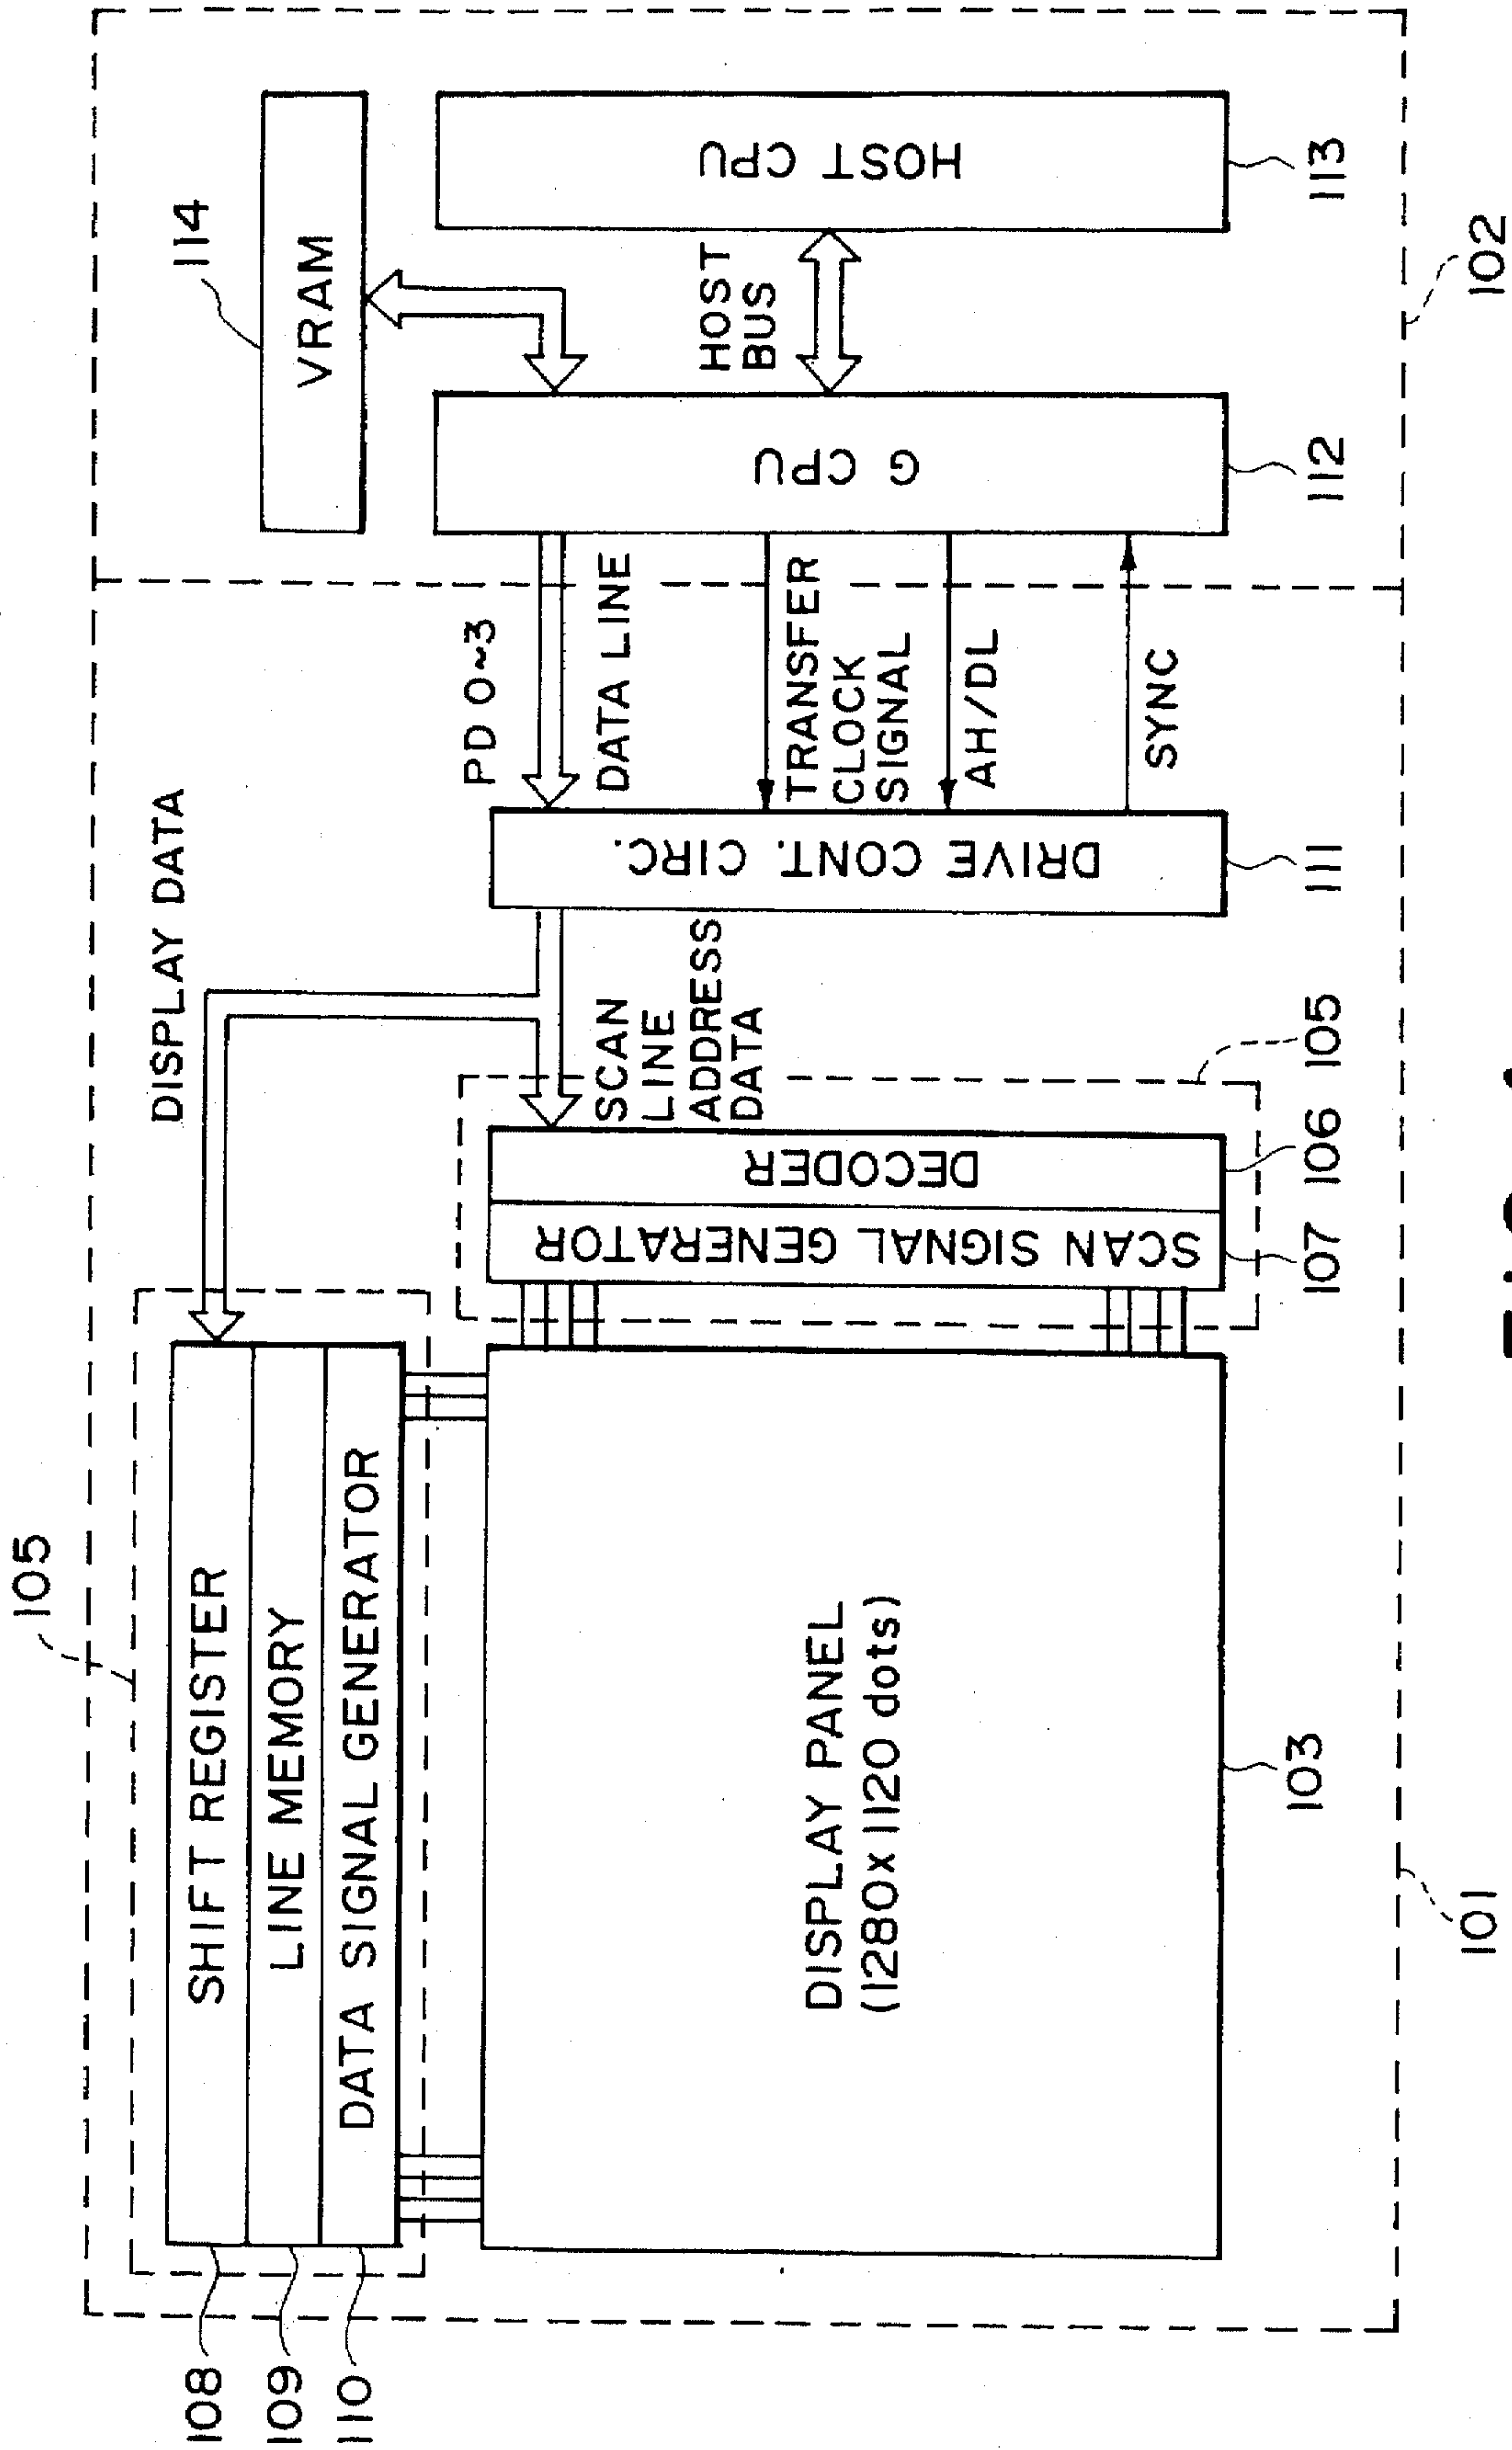 105
108
109
110
SHIFT REGISTER
LINE MEMORY
DATA SIGNAL GENERATOR
DISPLAY DATA
114
VRAM
DISPLAY PANEL
(1280x1120 dots)
103
SCAN SIGNAL GENERATOR
107
DECODER
106
105
SCAN
LINE
ADDRESS
DATA
DRIVE CONT. CIRC.
111
PD 0~3
DATA LINE
TRANSFER
CLOCK
SIGNAL
AH/DL
SYNC
G CPU
112
HOST
BUS
HOST CPU
113
101
102